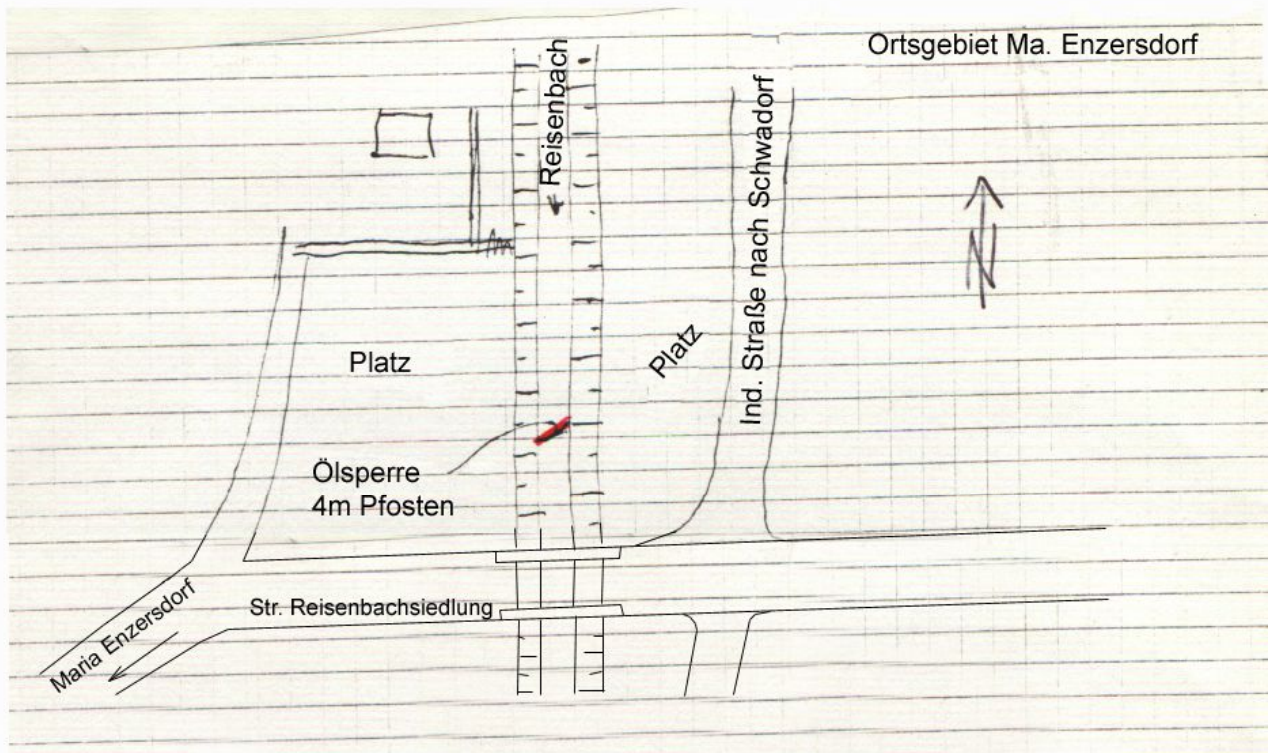 Ortsgebiet Ma. Enzersdorf
Reisenbach
Ind. Straße nach Schwadorf
N
Platz
Platz
Ölsperre
4m Pfosten
Str. Reisenbachsiedlung
Maria Enzersdorf